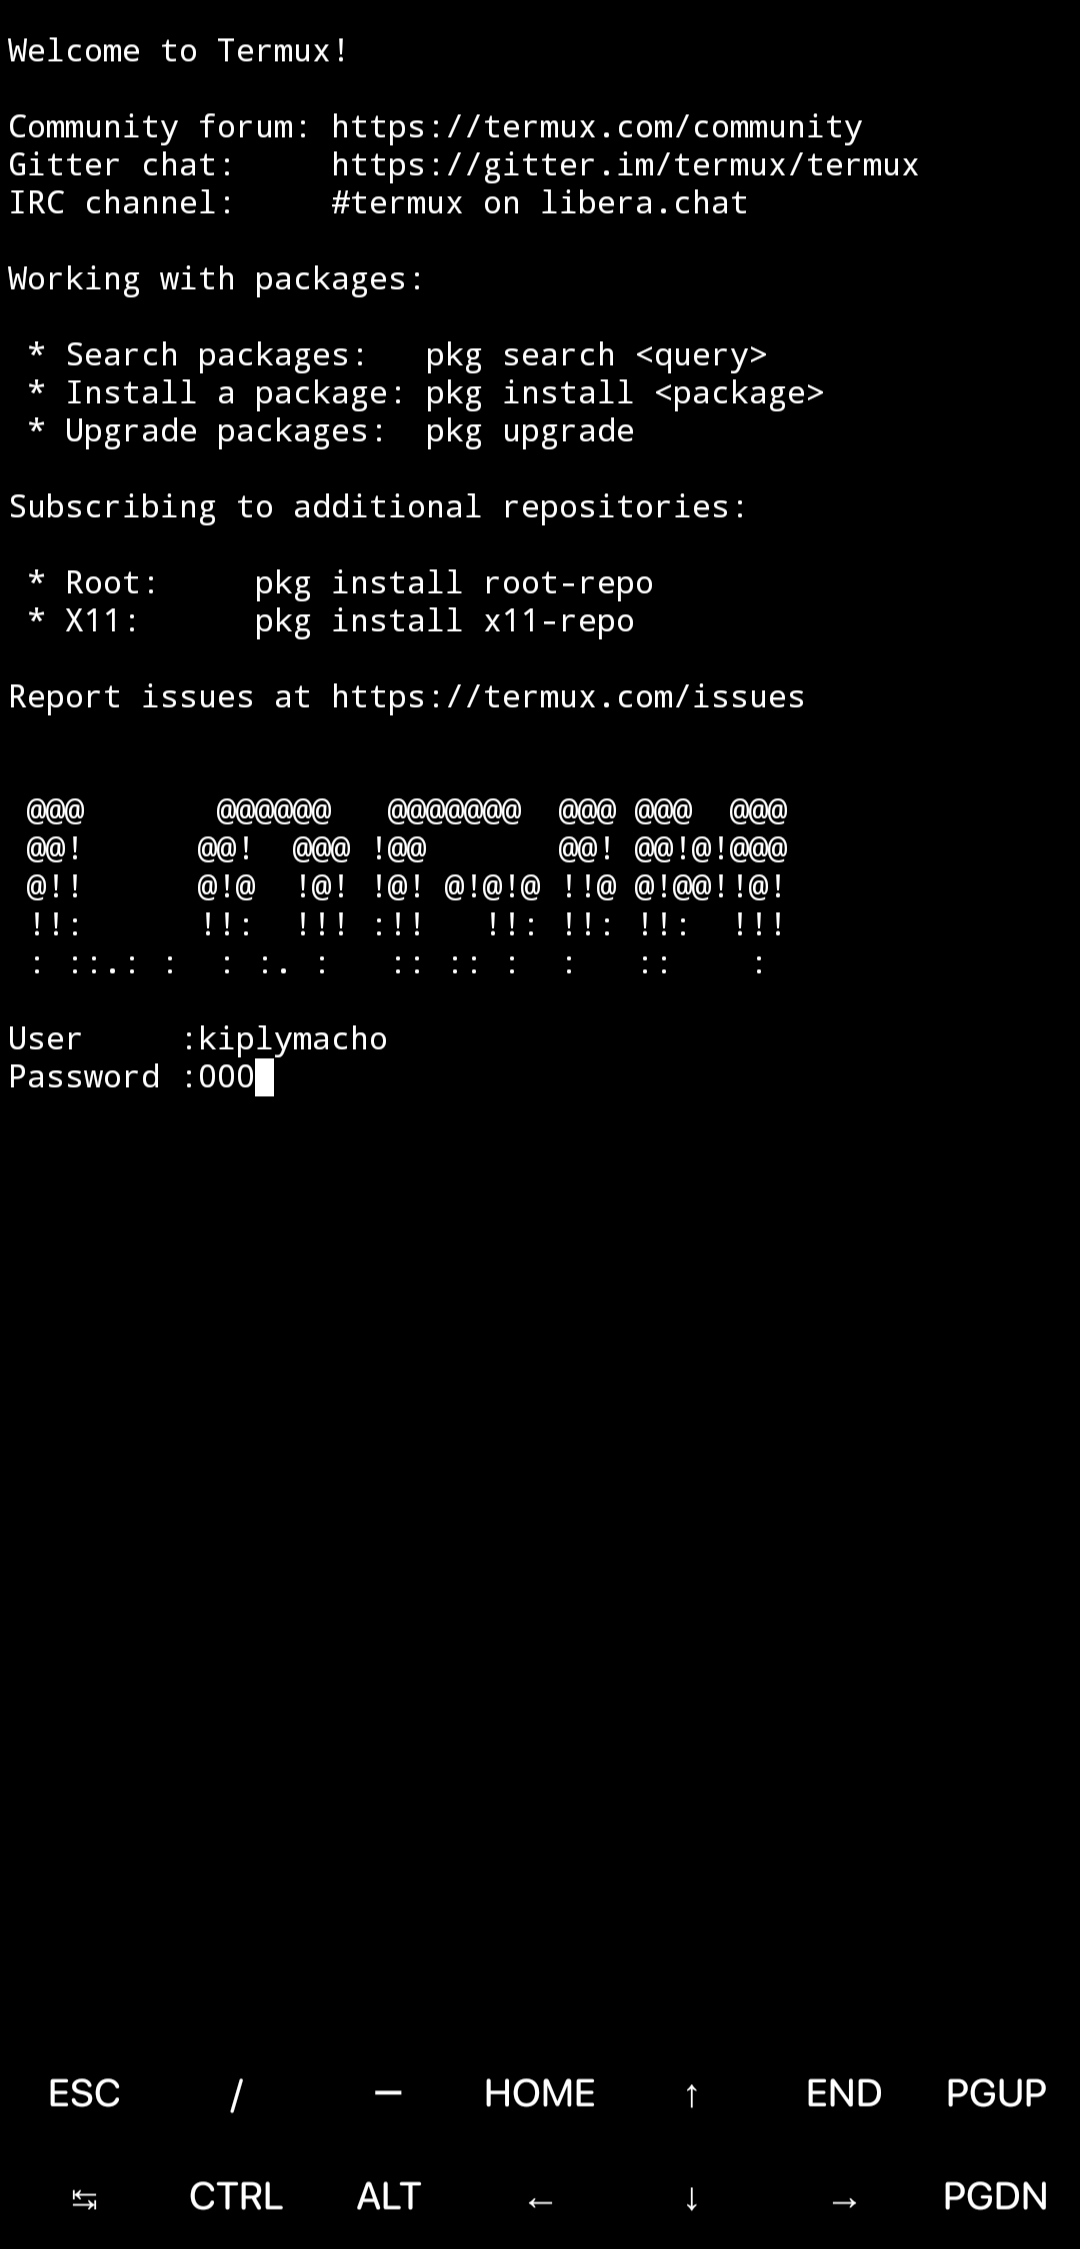 Welcome to Termux!
Community forum: https://termux.com/community
Gitter chat:     https://gitter.im/termux/termux
IRC channel:     #termux on libera.chat
Working with packages:
 * Search packages:   pkg search <query>
 * Install a package: pkg install <package>
 * Upgrade packages:  pkg upgrade
Subscribing to additional repositories:
 * Root:     pkg install root-repo
 * X11:      pkg install x11-repo
Report issues at https://termux.com/issues
 @@@       @@@@@@   @@@@@@@  @@@ @@@  @@@
 @@!      @@!  @@@ !@@       @@! @@!@!@@@
 @!!      @!@  !@! !@! @!@!@ !!@ @!@@!!@!
 !!:      !!:  !!! :!!   !!: !!: !!:  !!!
 : ::.: :  : :. :   :: :: :  :   ::    :
User     :kiplymacho
Password :000
ESC / — HOME ↑ END PGUP
↹ CTRL ALT ← ↓ → PGDN